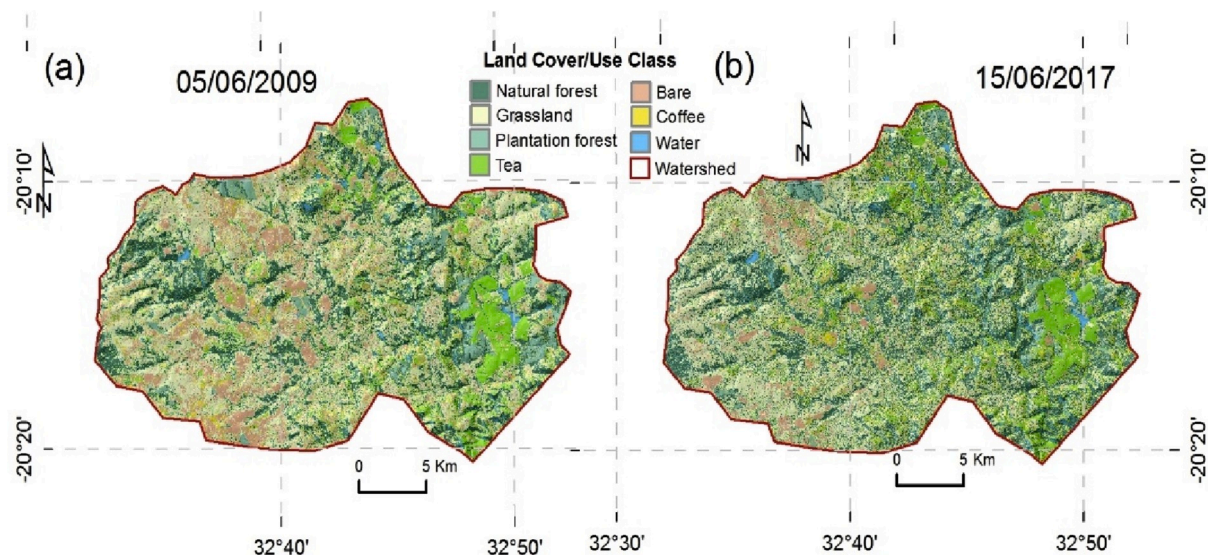 (a)
05/06/2009
Land Cover/Use Class
Natural forest
Grassland
Plantation forest
Tea
Bare
Coffee
Water
Watershed
(b)
15/06/2017
N
N
-20°10'
-20°20'
-20°10'
-20°20'
0 5 Km
0 5 Km
32°40'
32°50'
32°30'
32°40'
32°50'